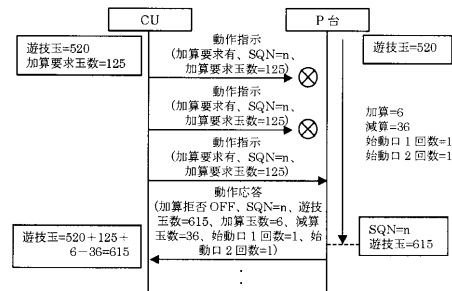 CU
P台
遊技玉=520
加算要求玉数=125
動作指示
(加算要求有、SQN=n、
加算要求玉数=125)
遊技玉=520
動作指示
(加算要求有、SQN=n、
加算要求玉数=125)
加算=6
減算=36
始動口1回数=1
始動口2回数=1
動作指示
(加算要求有、SQN=n、
加算要求玉数=125)
動作応答
(加算拒否OFF、SQN=n、遊技
玉数=615、加算玉数=6、減算
玉数=36、始動口1回数=1、始
動口2回数=1)
SQN=n
遊技玉=615
遊技玉=520+125+
6-36=615